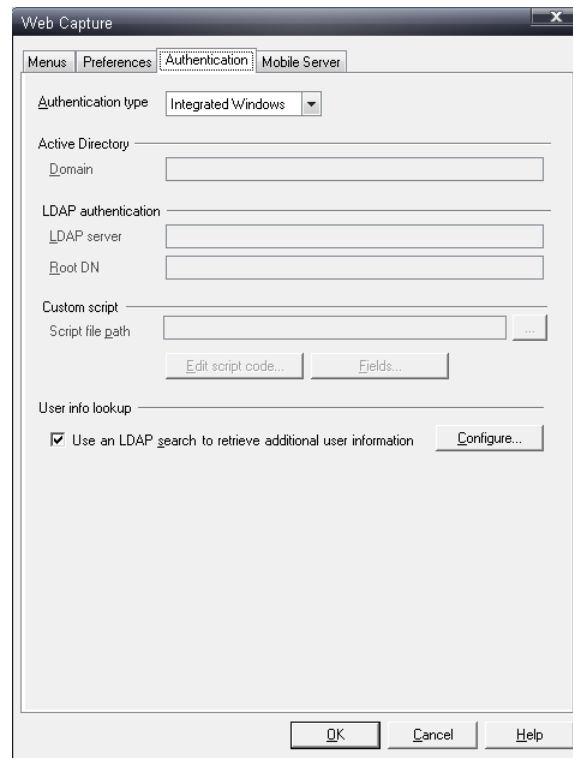 Web Capture
Menus Preferences Authentication Mobile Server
Authentication type Integrated Windows
Active Directory
Domain
LDAP authentication
LDAP server
Root DN
Custom script
Script file path ...
Edit script code... Fields...
User info lookup
Use an LDAP search to retrieve additional user information Configure...
OK Cancel Help